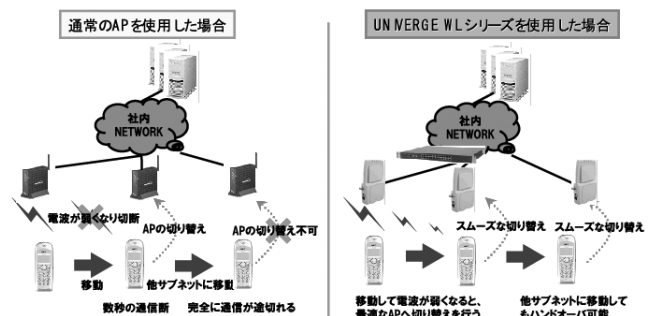 通常のAPを使用した場合
社内
NETWORK
電波が弱くなり切断
APの切り替え
APの切り替え不可
移動
他サブネットに移動
数秒の通信断
完全に通信が途切れる
UNIVERGE WLシリーズを使用した場合
社内
NETWORK
スムーズな切り替え
スムーズな切り替え
移動して電波が弱くなると、
最適なAPへ切り替えを行う
他サブネットに移動して
もハンドオーバ可能